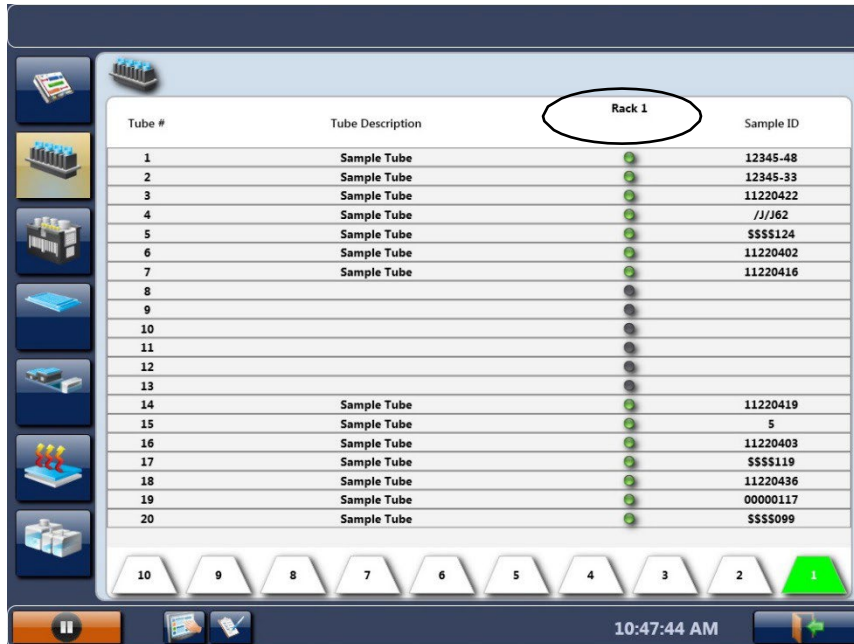 Rack 1
Tube # Tube Description Sample ID
1 Sample Tube 12345-48
2 Sample Tube 12345-33
3 Sample Tube 11220422
4 Sample Tube /J/J62
5 Sample Tube $$$$124
6 Sample Tube 11220402
7 Sample Tube 11220416
8
9
10
11
12
13
14 Sample Tube 11220419
15 Sample Tube 5
16 Sample Tube 11220403
17 Sample Tube $$$$119
18 Sample Tube 11220436
19 Sample Tube 00000117
20 Sample Tube $$$$099
10 9 8 7 6 5 4 3 2 1
10:47:44 AM